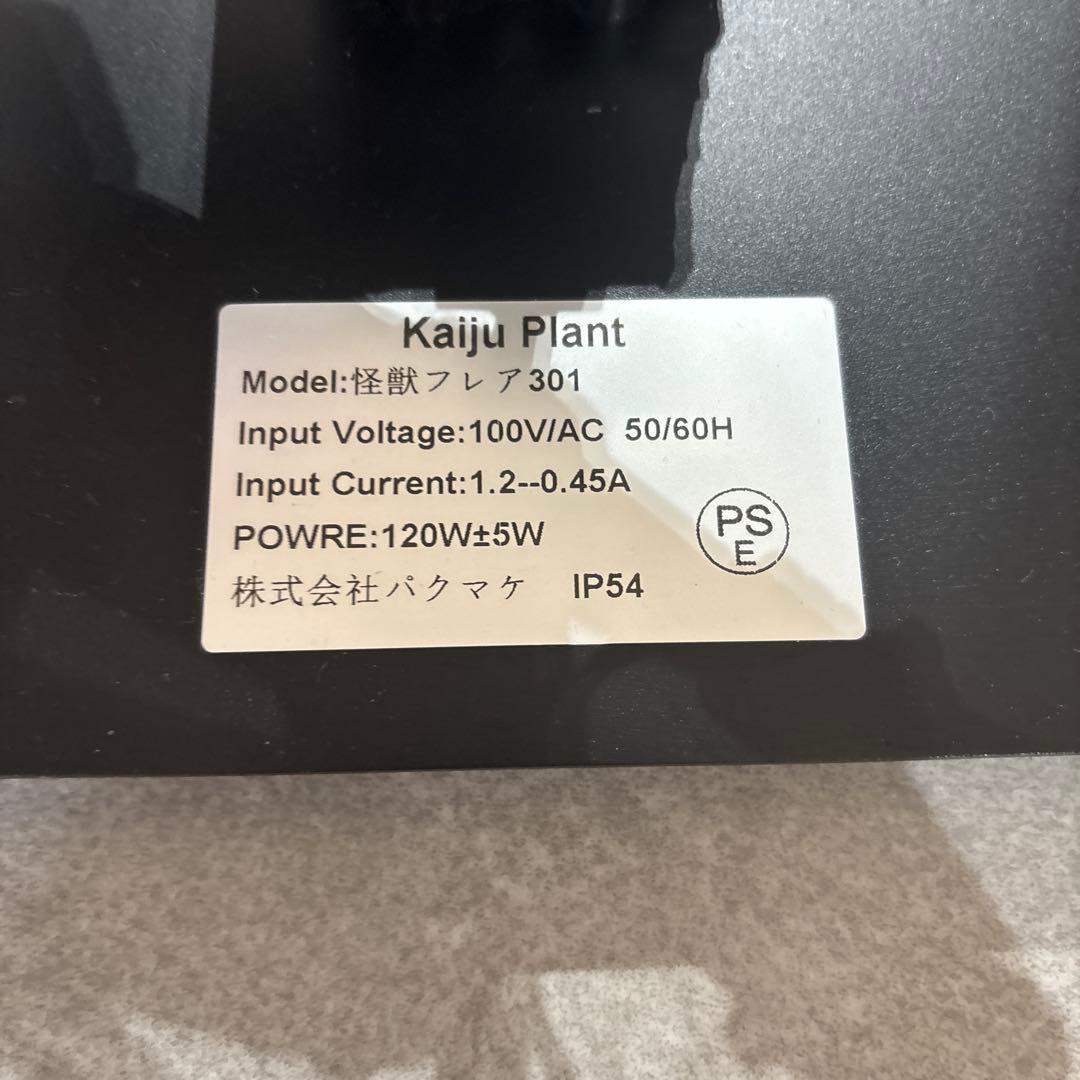 Kaiju Plant
Model:怪獣フレア301
Input Voltage:100V/AC 50/60H
Input Current:1.2--0.45A
POWRE:120W±5W
PS
E
株式会社パクマケ IP54